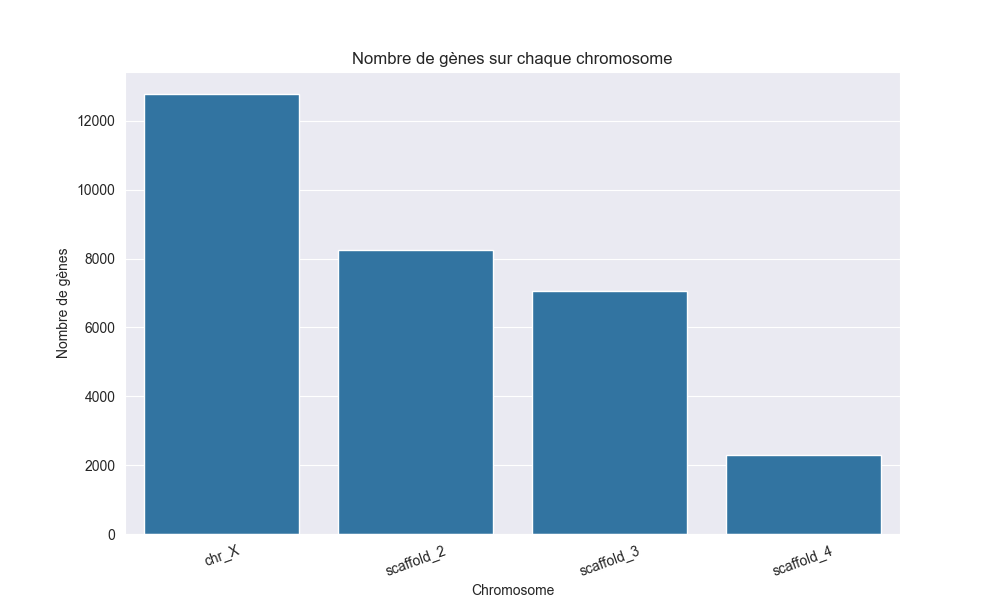 Nombre de gènes sur chaque chromosome
Nombre de gènes
12000
10000
8000
6000
4000
2000
0
chr_X
scaffold_2
scaffold_3
scaffold_4
Chromosome